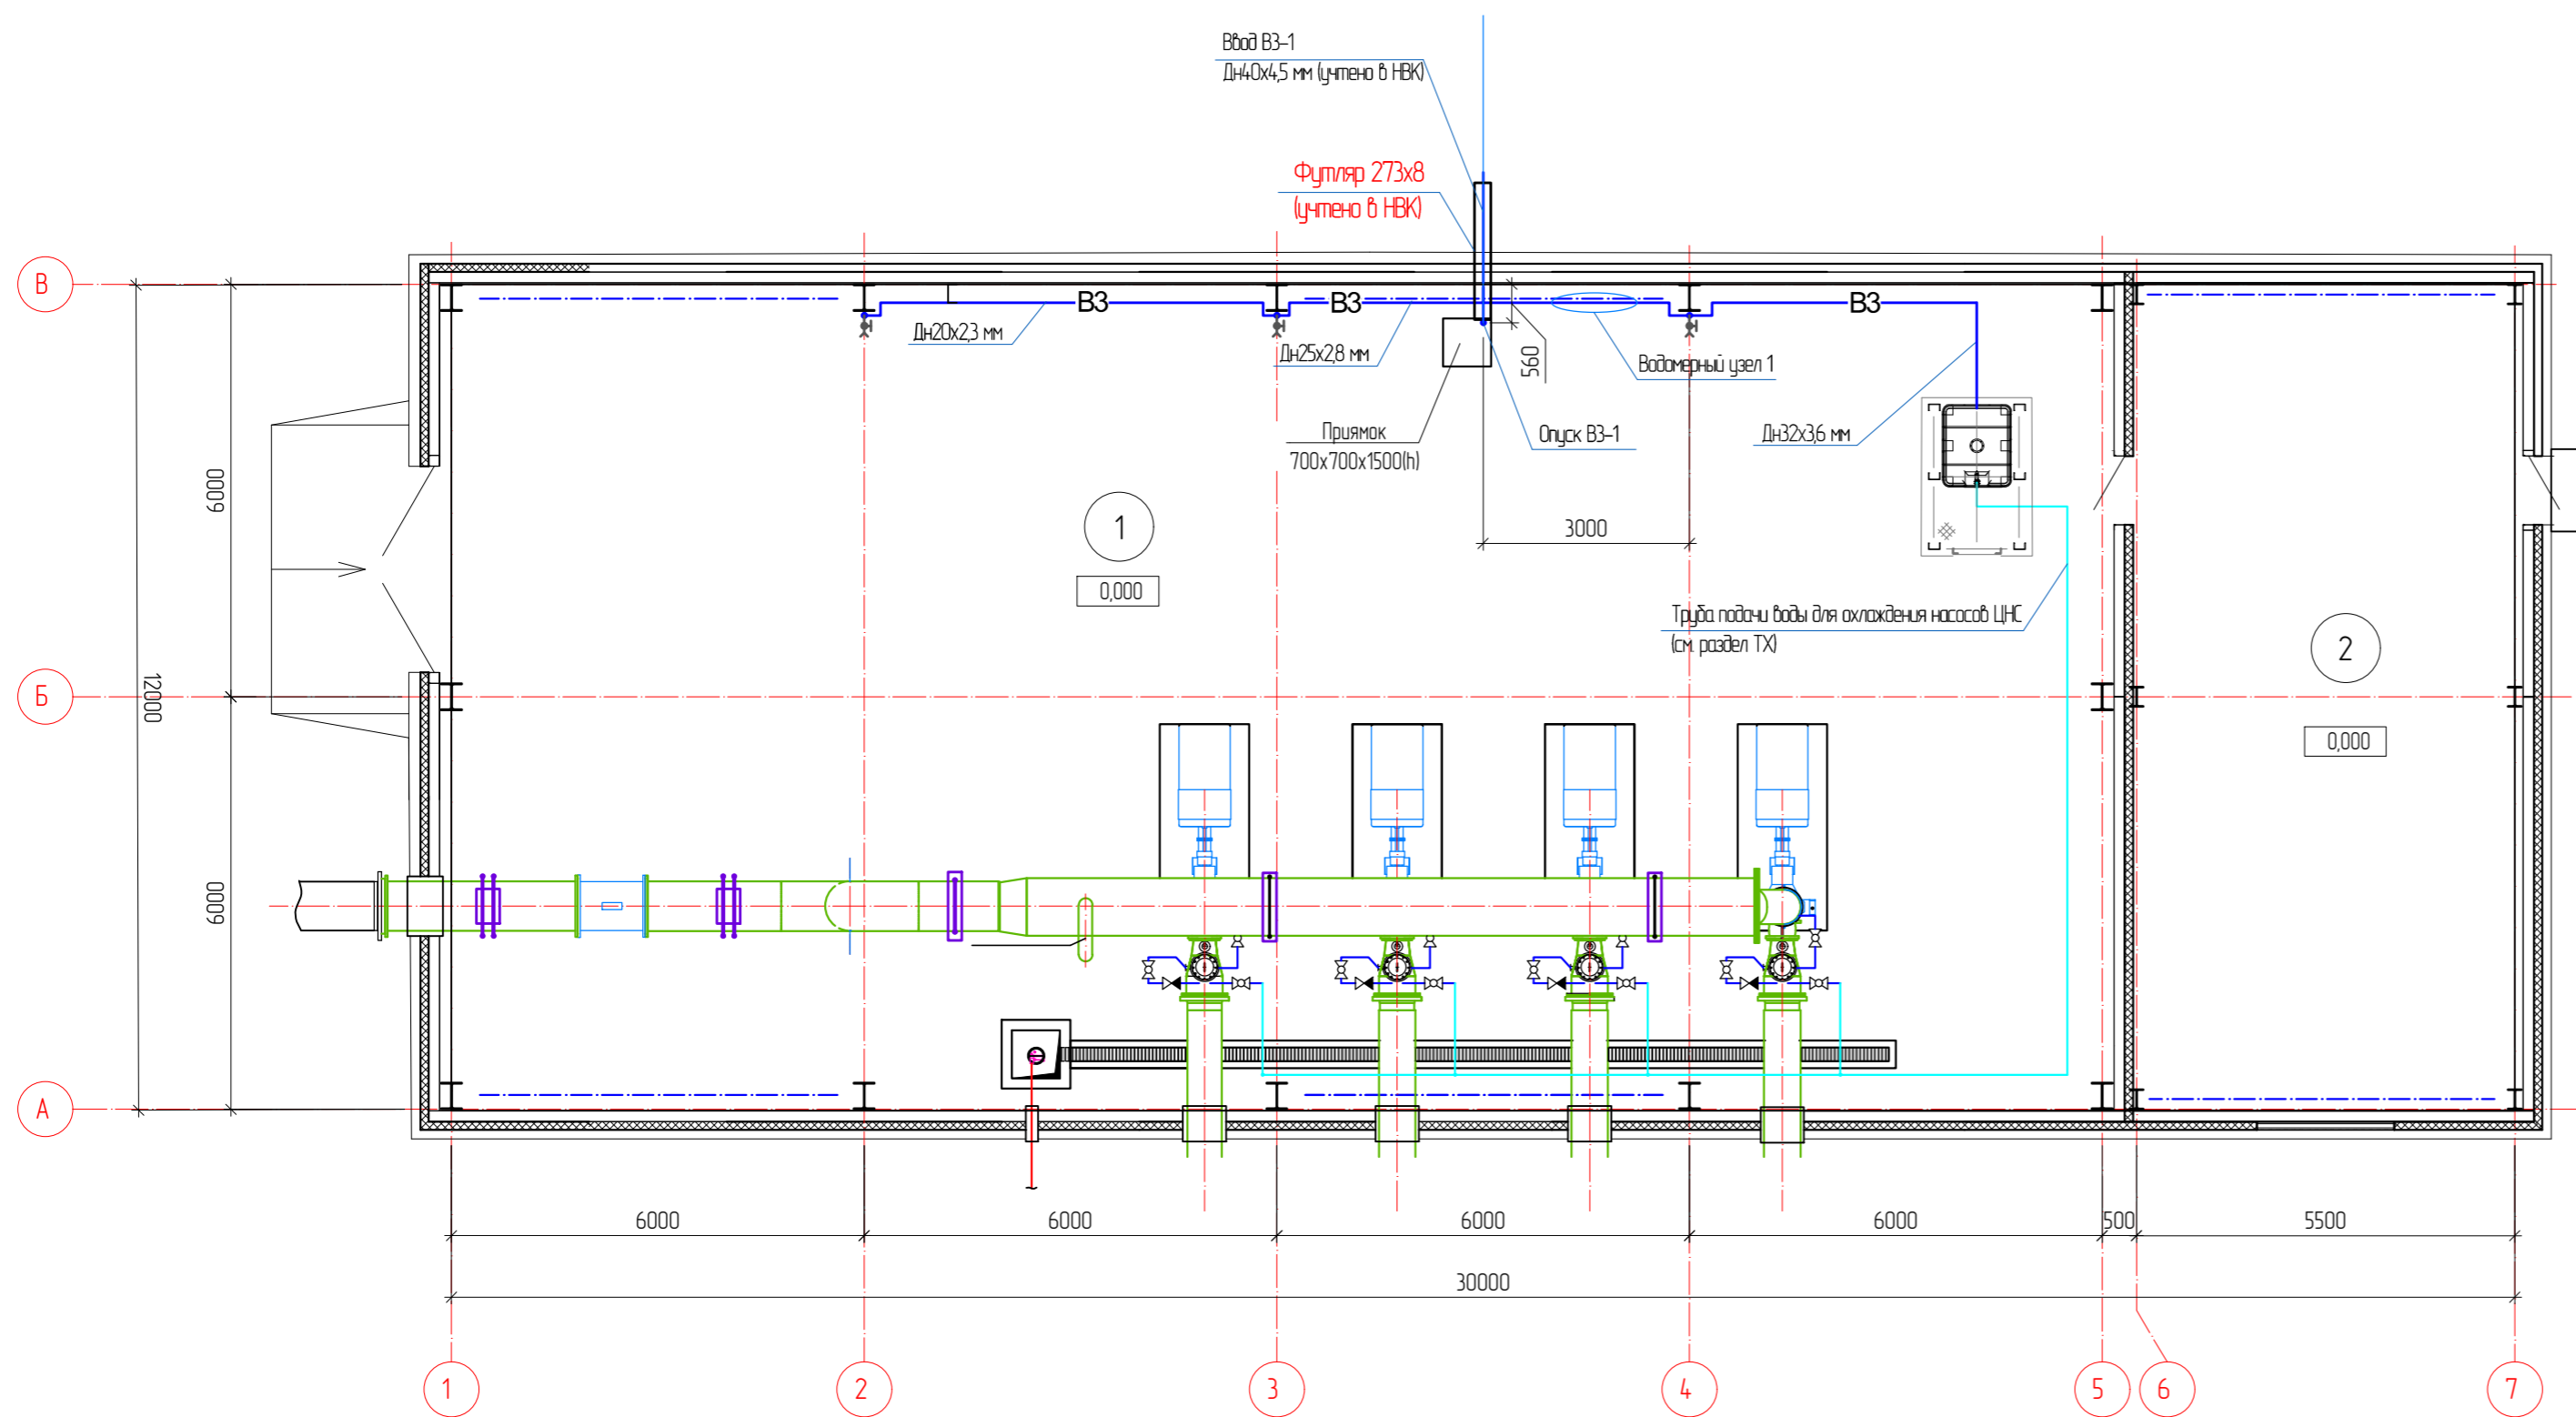 Ввод В3-1
Дн40х4,5 мм (учтено в НВК)
Футляр 273х8
(учтено в НВК)
В
В3
В3
В3
Дн20х2,3 мм
Дн25х2,8 мм
560
Водомерный узел 1
Приямок
700х700х1500(h)
Опуск В3-1
Дн32х3,6 мм
6000
1
3000
0,000
Труба подачи воды для охлаждения насосов ЦНС
(см. раздел ТХ)
2
Б
12000
0,000
6000
А
6000
6000
6000
6000
500
5500
30000
1
2
3
4
5
6
7